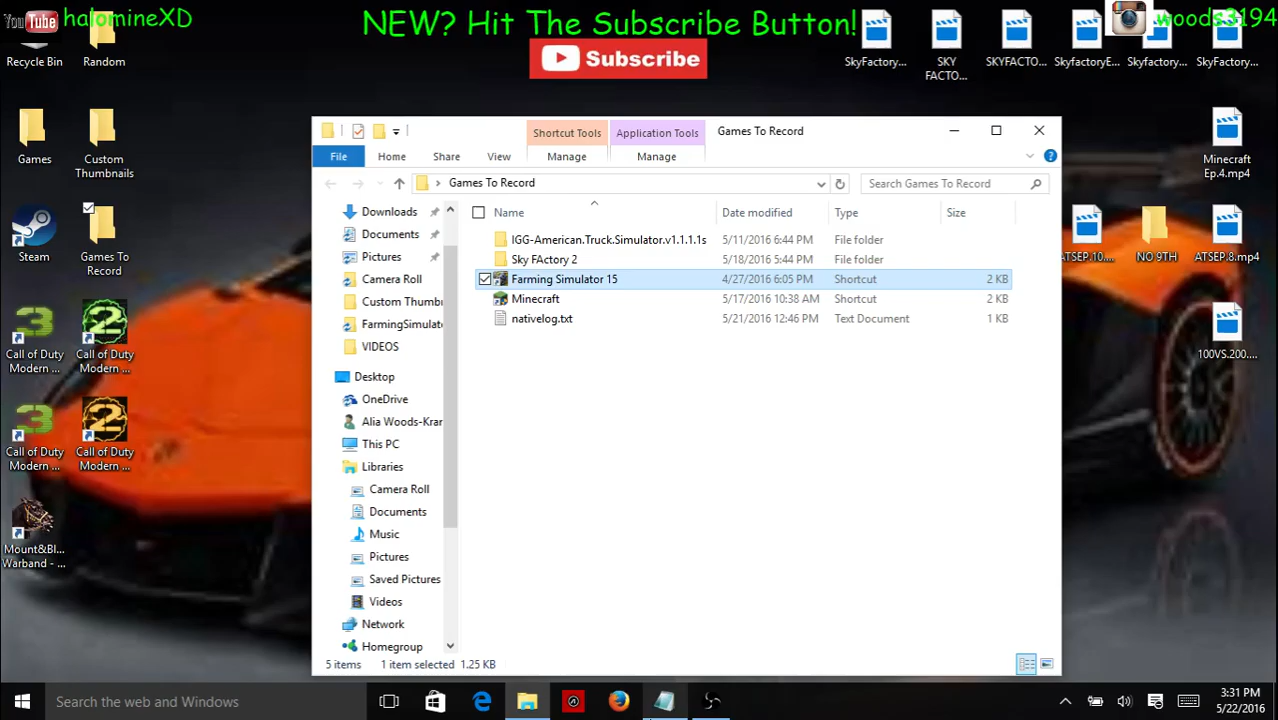 You Tube halomineXD
NEW? Hit The Subscribe Button!
woods3194
Subscribe
Recycle Bin
Random
SkyFactory...
SKY FACTO...
SKYFACTO...
SkyfactoryE...
Skyfactory...
SkyFactory...
Games
Custom Thumbnails
Minecraft Ep.4.mp4
Steam
Games To Record
ATSEP.10....
NO 9TH
ATSEP.8.mp4
Call of Duty Modern ...
Call of Duty Modern ...
100VS.200....
Call of Duty Modern ...
Call of Duty Modern ...
Mount&Bl... Warband - ...
Shortcut Tools
Application Tools
Games To Record
File
Home
Share
View
Manage
Manage
Games To Record
Search Games To Record
Name
Date modified
Type
Size
IGG-American.Truck.Simulator.v1.1.1.1s 5/11/2016 6:44 PM File folder
Sky FActory 2 5/18/2016 5:44 PM File folder
Farming Simulator 15 4/27/2016 6:05 PM Shortcut 2 KB
Minecraft 5/17/2016 10:38 AM Shortcut 2 KB
nativelog.txt 5/21/2016 12:46 PM Text Document 1 KB
Downloads
Documents
Pictures
Camera Roll
Custom Thumb
FarmingSimulat
VIDEOS
Desktop
OneDrive
Alia Woods-Krar
This PC
Libraries
Camera Roll
Documents
Music
Pictures
Saved Pictures
Videos
Network
Homegroup
5 items 1 item selected 1.25 KB
Search the web and Windows
3:31 PM
5/22/2016